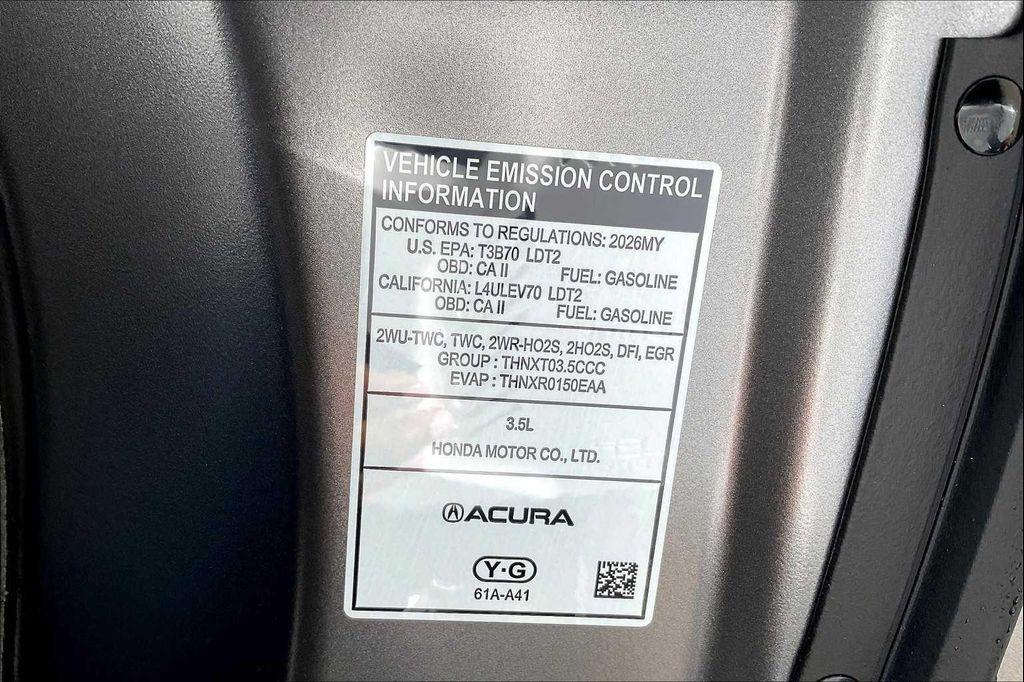 VEHICLE EMISSION CONTROL
INFORMATION
CONFORMS TO REGULATIONS: 2026MY
U.S. EPA: T3B70 LDT2
OBD: CA II FUEL: GASOLINE
CALIFORNIA: L4ULEV70 LDT2
OBD: CA II FUEL: GASOLINE
2WU-TWC, TWC, 2WR-HO2S, 2HO2S, DFI, EGR
GROUP : THNXT03.5CCC
EVAP : THNXR0150EAA
3.5L
HONDA MOTOR CO., LTD.
ACURA
Y·G
61A-A41